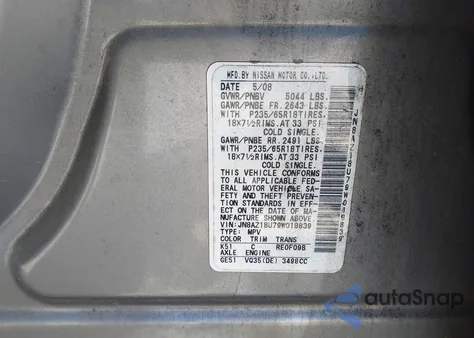 MFD.BY NISSAN MOTOR CO.,LTD.
DATE 5/08
GVWR/PNBV 5044 LBS.
GAWR/PNBE FR. 2643 LBS.
WITH P235/65R18TIRES.
18X7½RIMS.AT 33 PSI
COLD SINGLE.
GAWR/PNBE RR. 2491 LBS.
WITH P235/65R18TIRES.
18X7½RIMS.AT 33 PSI
COLD SINGLE.
THIS VEHICLE CONFORMS
TO ALL APPLICABLE FED-
ERAL MOTOR VEHICLE SA-
FETY AND THEFT PREVENTION
STANDARDS IN EFF-
ECT ON THE DATE OF MA-
NUFACTURE SHOWN ABOVE
VIN:JN8AZ18U79W018839
TYPE: MPV
COLOR TRIM TRANS
K51 C RE0F09B
AXLE ENGINE
GE51 VQ35(DE) 3498CC
autoSnap